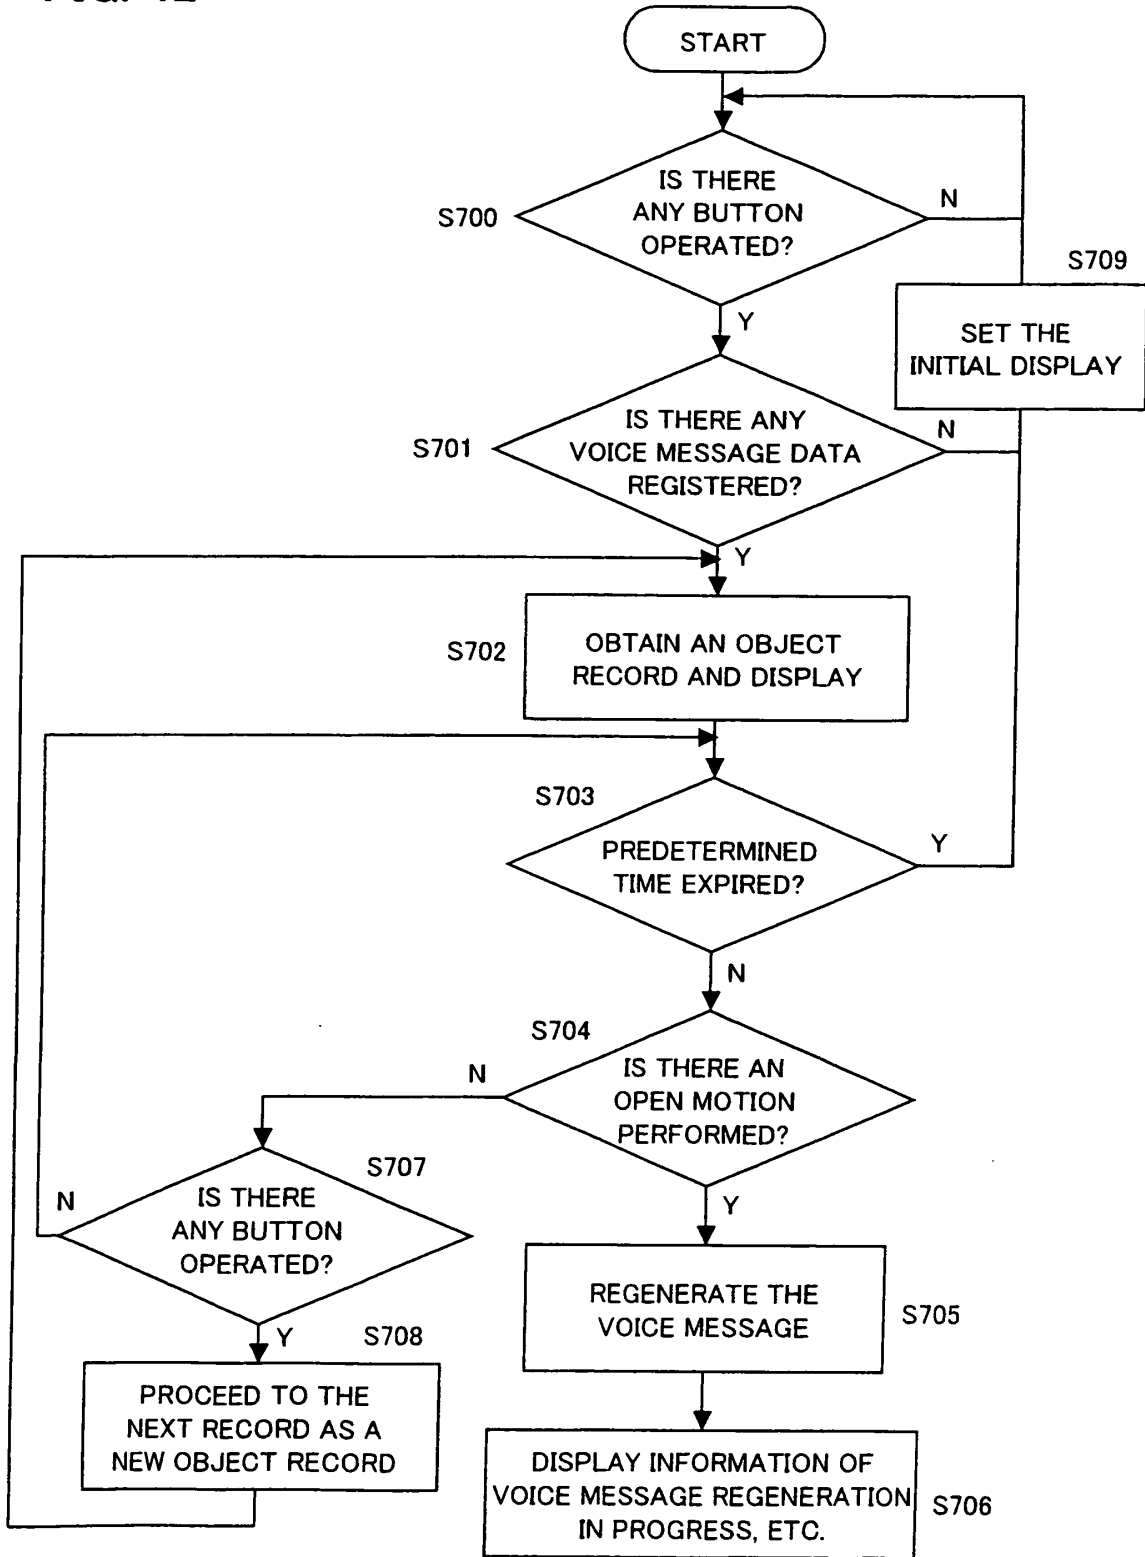 START
IS THERE
ANY BUTTON
OPERATED?
S700
N
Y
S709
SET THE
INITIAL DISPLAY
IS THERE ANY
VOICE MESSAGE DATA
REGISTERED?
S701
N
Y
S702
OBTAIN AN OBJECT
RECORD AND DISPLAY
S703
PREDETERMINED
TIME EXPIRED?
Y
N
S704
IS THERE AN
OPEN MOTION
PERFORMED?
N
Y
S707
IS THERE
ANY BUTTON
OPERATED?
N
Y
S708
PROCEED TO THE
NEXT RECORD AS A
NEW OBJECT RECORD
REGENERATE THE
VOICE MESSAGE
S705
DISPLAY INFORMATION OF
VOICE MESSAGE REGENERATION
IN PROGRESS, ETC.
S706